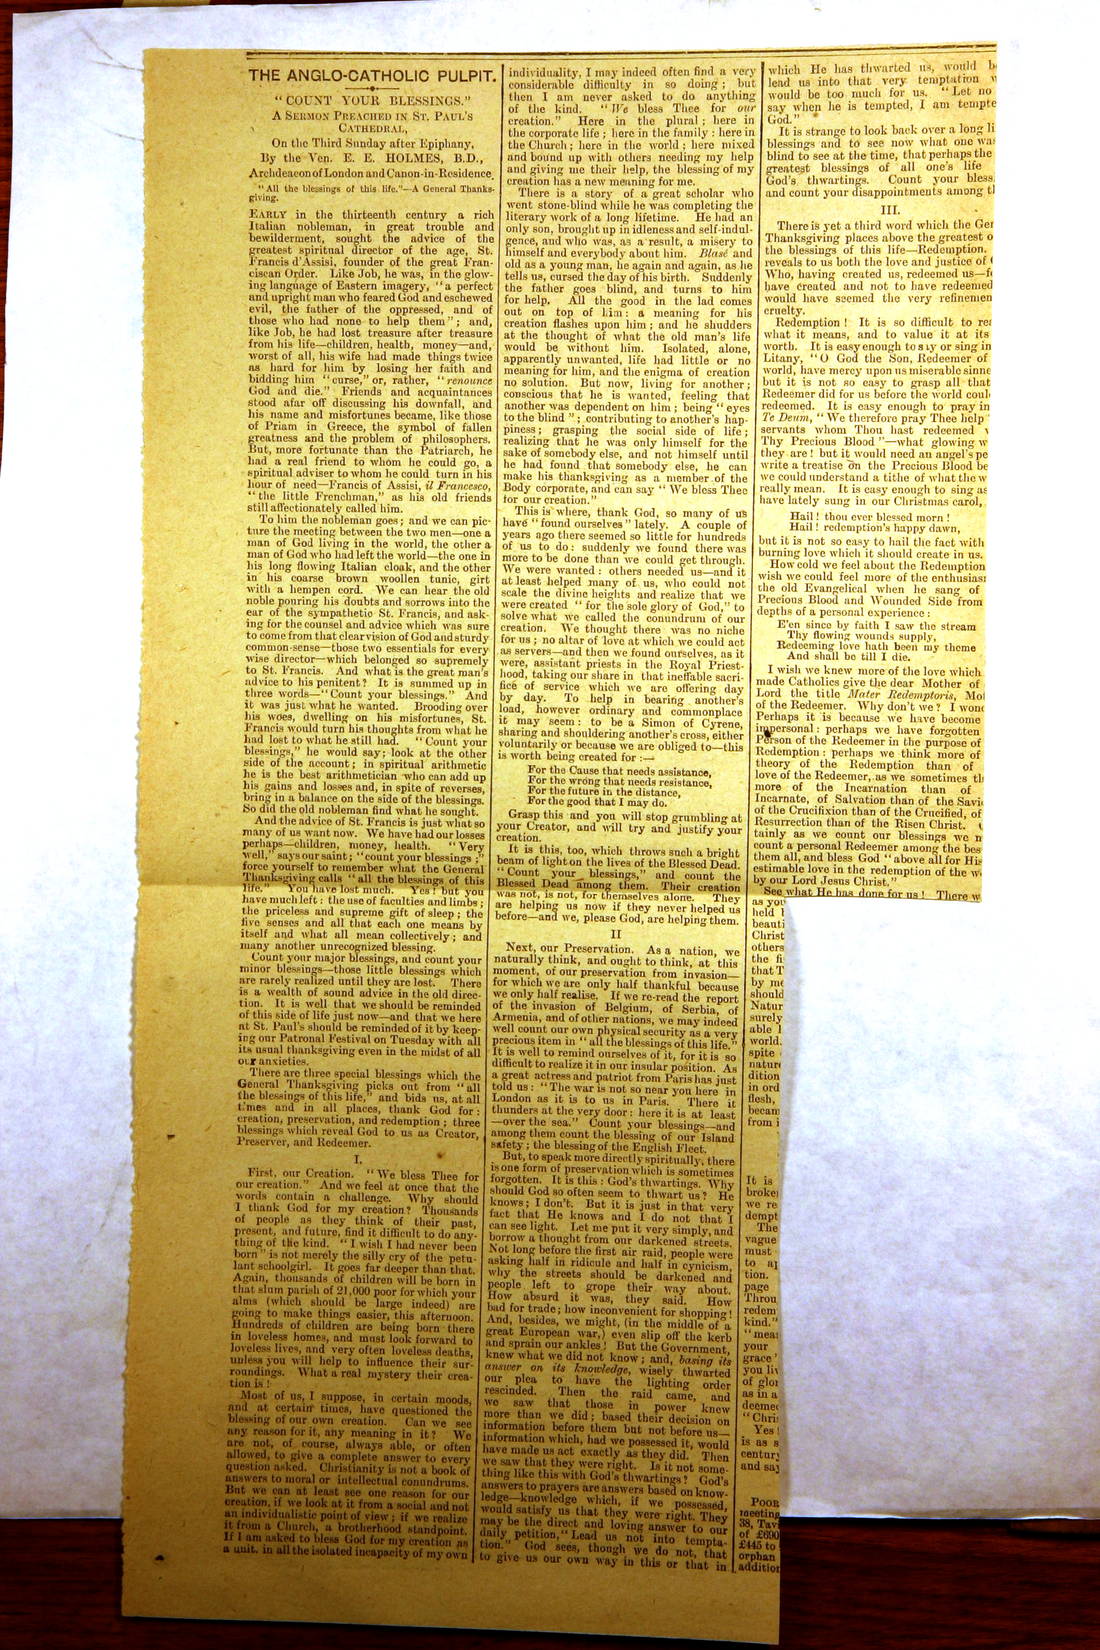 THE ANGLO-CATHOLIC PULPIT.
"COUNT YOUR BLESSINGS."
A SERMON PREACHED IN ST. PAUL'S
CATHEDRAL,
On the Third Sunday after Epiphany,
By the Ven. E. E. HOLMES, B.D.,
Archdeacon of London and Canon-in-Residence.
"All the blessings of this life."—A General Thanks-
giving.
EARLY in the thirteenth century a rich
Italian nobleman, in great trouble and
bewilderment, sought the advice of the
greatest spiritual director of the age, St.
Francis d'Assisi, founder of the great Fran-
ciscan Order. Like Job, he was, in the glow-
ing language of Eastern imagery, "a perfect
and upright man who feared God and eschewed
evil, the father of the oppressed, and of
those who had none to help them"; and,
like Job, he had lost treasure after treasure
from his life—children, health, money—and,
worst of all, his wife had made things twice
as hard for him by losing her faith and
bidding him "curse," or, rather, "renounce
God and die." Friends and acquaintances
stood afar off discussing his downfall, and
his name and misfortunes became, like those
of Priam in Greece, the symbol of fallen
greatness and the problem of philosophers.
But, more fortunate than the Patriarch, he
had a real friend to whom he could go, a
spiritual adviser to whom he could turn in his
hour of need—Francis of Assisi, il Francesco,
"the little Frenchman," as his old friends
still affectionately called him.
To him the nobleman goes; and we can pic-
ture the meeting between the two men—one a
man of God living in the world, the other a
man of God who had left the world—the one in
his long flowing Italian cloak, and the other
in his coarse brown woollen tunic, girt
with a hempen cord. We can hear the old
noble pouring his doubts and sorrows into the
ear of the sympathetic St. Francis, and ask-
ing for the counsel and advice which was sure
to come from that clear vision of God and sturdy
common-sense—those two essentials for every
wise director—which belonged so supremely
to St. Francis. And what is the great man's
advice to his penitent? It is summed up in
three words—"Count your blessings." And
it was just what he wanted. Brooding over
his woes, dwelling on his misfortunes, St.
Francis would turn his thoughts from what he
had lost to what he still had. "Count your
blessings," he would say; look at the other
side of the account; in spiritual arithmetic
he is the best arithmetician who can add up
his gains and losses and, in spite of reverses,
bring in a balance on the side of the blessings.
So did the old nobleman find what he sought.
And the advice of St. Francis is just what so
many of us want now. We have had our losses
perhaps—children, money, health. "Very
well," says our saint; "count your blessings;"
force yourself to remember what the General
Thanksgiving calls "all the blessings of this
life." You have lost much. Yes! but you
have much left: the use of faculties and limbs;
the priceless and supreme gift of sleep; the
five senses and all that each one means by
itself and what all mean collectively; and
many another unrecognized blessing.
Count your major blessings, and count your
minor blessings—those little blessings which
are rarely realized until they are lost. There
is a wealth of sound advice in the old direc-
tion. It is well that we should be reminded
of this side of life just now—and that we here
at St. Paul's should be reminded of it by keep-
ing our Patronal Festival on Tuesday with all
its usual thanksgiving even in the midst of all
our anxieties.
There are three special blessings which the
General Thanksgiving picks out from "all
the blessings of this life," and bids us, at all
times and in all places, thank God for:
creation, preservation, and redemption; three
blessings which reveal God to us as Creator,
Preserver, and Redeemer.
I.
First, our Creation. "We bless Thee for
our creation." And we feel at once that the
words contain a challenge. Why should
I thank God for my creation? Thousands
of people as they think of their past,
present, and future, find it difficult to do any-
thing of the kind. "I wish I had never been
born" is not merely the silly cry of the petu-
lant schoolgirl. It goes far deeper than that.
Again, thousands of children will be born in
that slum parish of 21,000 poor for which your
alms (which should be large indeed) are
going to make things easier, this afternoon.
Hundreds of children are being born there
in loveless homes, and must look forward to
loveless lives, and very often loveless deaths,
unless you will help to influence their sur-
roundings. What a real mystery their crea-
tion is!
Most of us, I suppose, in certain moods,
and at certain times, have questioned the
blessing of our own creation. Can we see
any reason for it, any meaning in it? We
are not, of course, always able, or often
allowed, to give a complete answer to every
question asked. Christianity is not a book of
answers to moral or intellectual conundrums.
But we can at least see one reason for our
creation, if we look at it from a social and not
an individualistic point of view; if we realize
it from a Church, a brotherhood standpoint.
If I am asked to bless God for my creation as
a unit, in all the isolated incapacity of my own
individuality, I may indeed often find a very
considerable difficulty in so doing; but
then I am never asked to do anything
of the kind. "We bless Thee for our
creation." Here in the plural; here in
the corporate life; here in the family: here in
the Church; here in the world; here mixed
and bound up with others needing my help
and giving me their help, the blessing of my
creation has a new meaning for me.
There is a story of a great scholar who
went stone-blind while he was completing the
literary work of a long lifetime. He had an
only son, brought up in idleness and self-indul-
gence, and who was, as a result, a misery to
himself and everybody about him. Blasé and
old as a young man, he again and again, as he
tells us, cursed the day of his birth. Suddenly
the father goes blind, and turns to him
for help. All the good in the lad comes
out on top of him: a meaning for his
creation flashes upon him; and he shudders
at the thought of what the old man's life
would be without him. Isolated, alone,
apparently unwanted, life had little or no
meaning for him, and the enigma of creation
no solution. But now, living for another;
conscious that he is wanted, feeling that
another was dependent on him; being "eyes
to the blind"; contributing to another's hap-
piness; grasping the social side of life;
realizing that he was only himself for the
sake of somebody else, and not himself until
he had found that somebody else, he can
make his thanksgiving as a member of the
Body corporate, and can say "We bless Thee
for our creation."
This is where, thank God, so many of us
have "found ourselves" lately. A couple of
years ago there seemed so little for hundreds
of us to do: suddenly we found there was
more to be done than we could get through.
We were wanted: others needed us—and it
at least helped many of us, who could not
scale the divine heights and realize that we
were created "for the sole glory of God," to
solve what we called the conundrum of our
creation. We thought there was no niche
for us; no altar of love at which we could act
as servers—and then we found ourselves, as it
were, assistant priests in the Royal Priest-
hood, taking our share in that ineffable sacri-
fice of service which we are offering day
by day. To help in bearing another's
load, however ordinary and commonplace
it may seem: to be a Simon of Cyrene,
sharing and shouldering another's cross, either
voluntarily or because we are obliged to—this
is worth being created for:—
For the Cause that needs assistance,
For the wrong that needs resistance,
For the future in the distance,
For the good that I may do.
Grasp this and you will stop grumbling at
your Creator, and will try and justify your
creation.
It is this, too, which throws such a bright
beam of light on the lives of the Blessed Dead.
"Count your blessings," and count the
Blessed Dead among them. Their creation
was not, is not, for themselves alone. They
are helping us now if they never helped us
before—and we, please God, are helping them.
II
Next, our Preservation. As a nation, we
naturally think, and ought to think, at this
moment, of our preservation from invasion—
for which we are only half thankful because
we only half realise. If we re-read the report
of the invasion of Belgium, of Serbia, of
Armenia, and of other nations, we may indeed
well count our own physical security as a very
precious item in "all the blessings of this life."
It is well to remind ourselves of it, for it is so
difficult to realize it in our insular position. As
a great actress and patriot from Paris has just
told us: "The war is not so near you here in
London as it is to us in Paris. There it
thunders at the very door: here it is at least
—over the sea." Count your blessings—and
among them count the blessing of our Island
safety; the blessing of the English Fleet.
But, to speak more directly spiritually, there
is one form of preservation which is sometimes
forgotten. It is this: God's thwartings. Why
should God so often seem to thwart us? He
knows; I don't. But it is just in that very
fact that He knows and I do not that I
can see light. Let me put it very simply, and
borrow a thought from our darkened streets.
Not long before the first air raid, people were
asking half in ridicule and half in cynicism,
why the streets should be darkened and
people left to grope their way about.
How absurd it was, they said. How
bad for trade; how inconvenient for shopping!
And, besides, we might, (in the middle of a
great European war,) even slip off the kerb
and sprain our ankles! But the Government,
knew what we did not know; and, basing its
answer on its knowledge, wisely thwarted
our plea to have the lighting order
rescinded. Then the raid came, and
we saw that those in power knew
more than we did; based their decision on
information before them but not before us—
information which, had we possessed it, would
have made us act exactly as they did. Then
we saw that they were right. Is it not some-
thing like this with God's thwartings? God's
answers to prayers are answers based on know-
ledge—knowledge which, if we possessed,
would satisfy us that they were right. They
may be the direct and loving answer to our
daily petition, "Lead us not into tempta-
tion." God sees, though we do not, that
to give us our own way in this or that in
which He has thwarted us, would b
lead us into that very temptation
would be too much for us. "Let no
say when he is tempted, I am tempte
God."
It is strange to look back over a long li
blessings and to see now what one was
blind to see at the time, that perhaps the
greatest blessings of all one's life
God's thwartings. Count your bless
and count your disappointments among t
III.
There is yet a third word which the Gen
Thanksgiving places above the greatest o
the blessings of this life—Redemption.
reveals to us both the love and justice of
Who, having created us, redeemed us—f
have created and not to have redeemed
would have seemed the very refinemen
cruelty.
Redemption! It is so difficult to rea
what it means, and to value it at its
worth. It is easy enough to say or sing in
Litany, "O God the Son, Redeemer of
world, have mercy upon us miserable sinne
but it is not so easy to grasp all that
Redeemer did for us before the world coul
redeemed. It is easy enough to pray in
Te Deum, "We therefore pray Thee help
servants whom Thou hast redeemed
Thy Precious Blood"—what glowing w
they are! but it would need an angel's pe
write a treatise on the Precious Blood be
we could understand a tithe of what the w
really mean. It is easy enough to sing as
have lately sung in our Christmas carol,
Hail! thou ever blessed morn!
Hail! redemption's happy dawn,
but it is not so easy to hail the fact with
burning love which it should create in us.
How cold we feel about the Redemption
wish we could feel more of the enthusias
the old Evangelical when he sang of
Precious Blood and Wounded Side from
depths of a personal experience:
E'en since by faith I saw the stream
Thy flowing wounds supply,
Redeeming love hath been my theme
And shall be till I die.
I wish we knew more of the love which
made Catholics give the dear Mother of
Lord the title Mater Redemptoris, Mot
of the Redeemer. Why don't we? I wond
Perhaps it is because we have become
impersonal: perhaps we have forgotten
Person of the Redeemer in the purpose of
Redemption: perhaps we think more of
theory of the Redemption than of
love of the Redeemer, as we sometimes th
more of the Incarnation than of
Incarnate, of Salvation than of the Savi
of the Crucifixion than of the Crucified, of
Resurrection than of the Risen Christ.
tainly as we count our blessings we m
count a personal Redeemer among the bes
them all, and bless God "above all for His
estimable love in the redemption of the w
by our Lord Jesus Christ."
See what He has done for us! There w
as you
held
beauti
Christ
others
the fi
that T
by me
should
Natur
surely
able
world.
spite
nature
dition
in ord
flesh,
becam
from i
It is
broke
we re
dempt
The
vague
must
to a
tion.
page
Throu
redem
kind."
"mea
your
grace"
you liv
of glo
as in a
deemed
"Chri
Yes
is as s
century
and say
POOR
meeting
38, Tavi
of £690
£445 to
orphan
addition